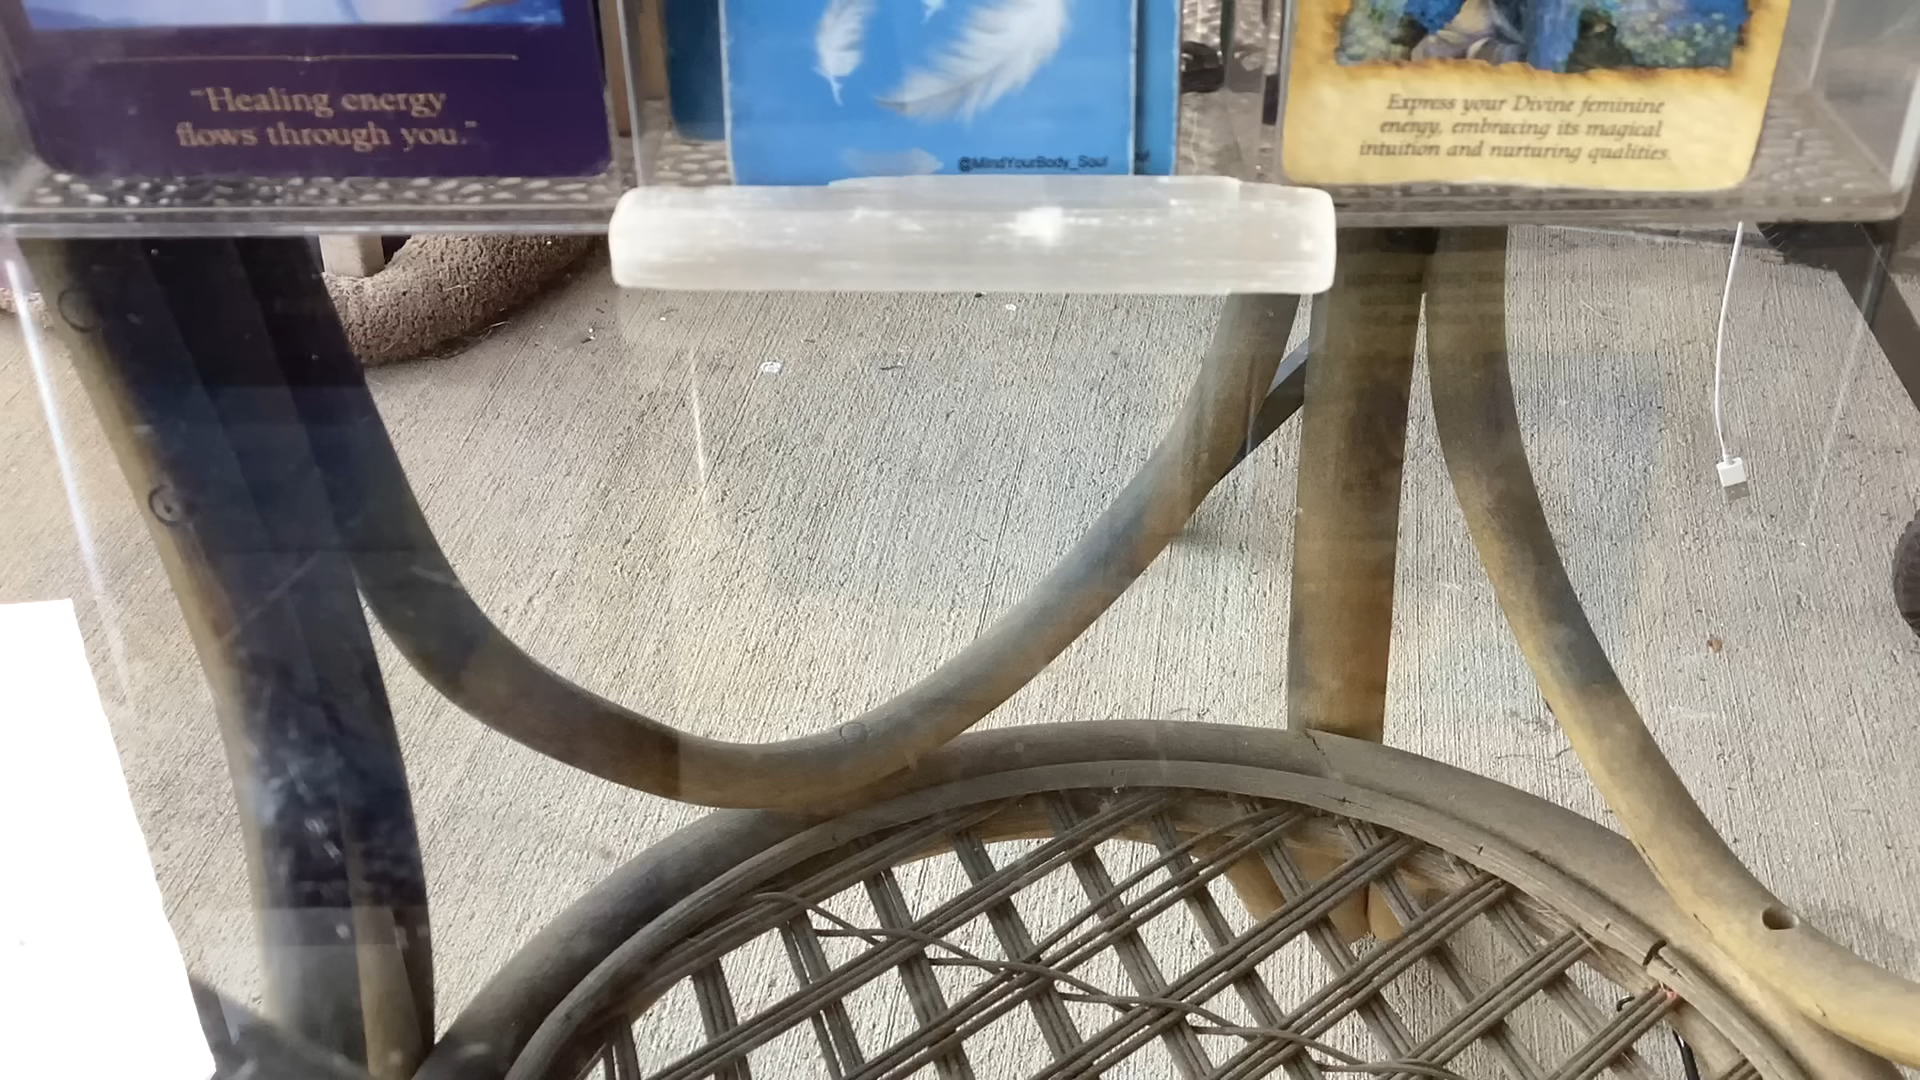 "Healing energy
flows through you."
@MindYourBody_Soul
Express your Divine feminine
energy, embracing its magical
intuition and nurturing qualities.